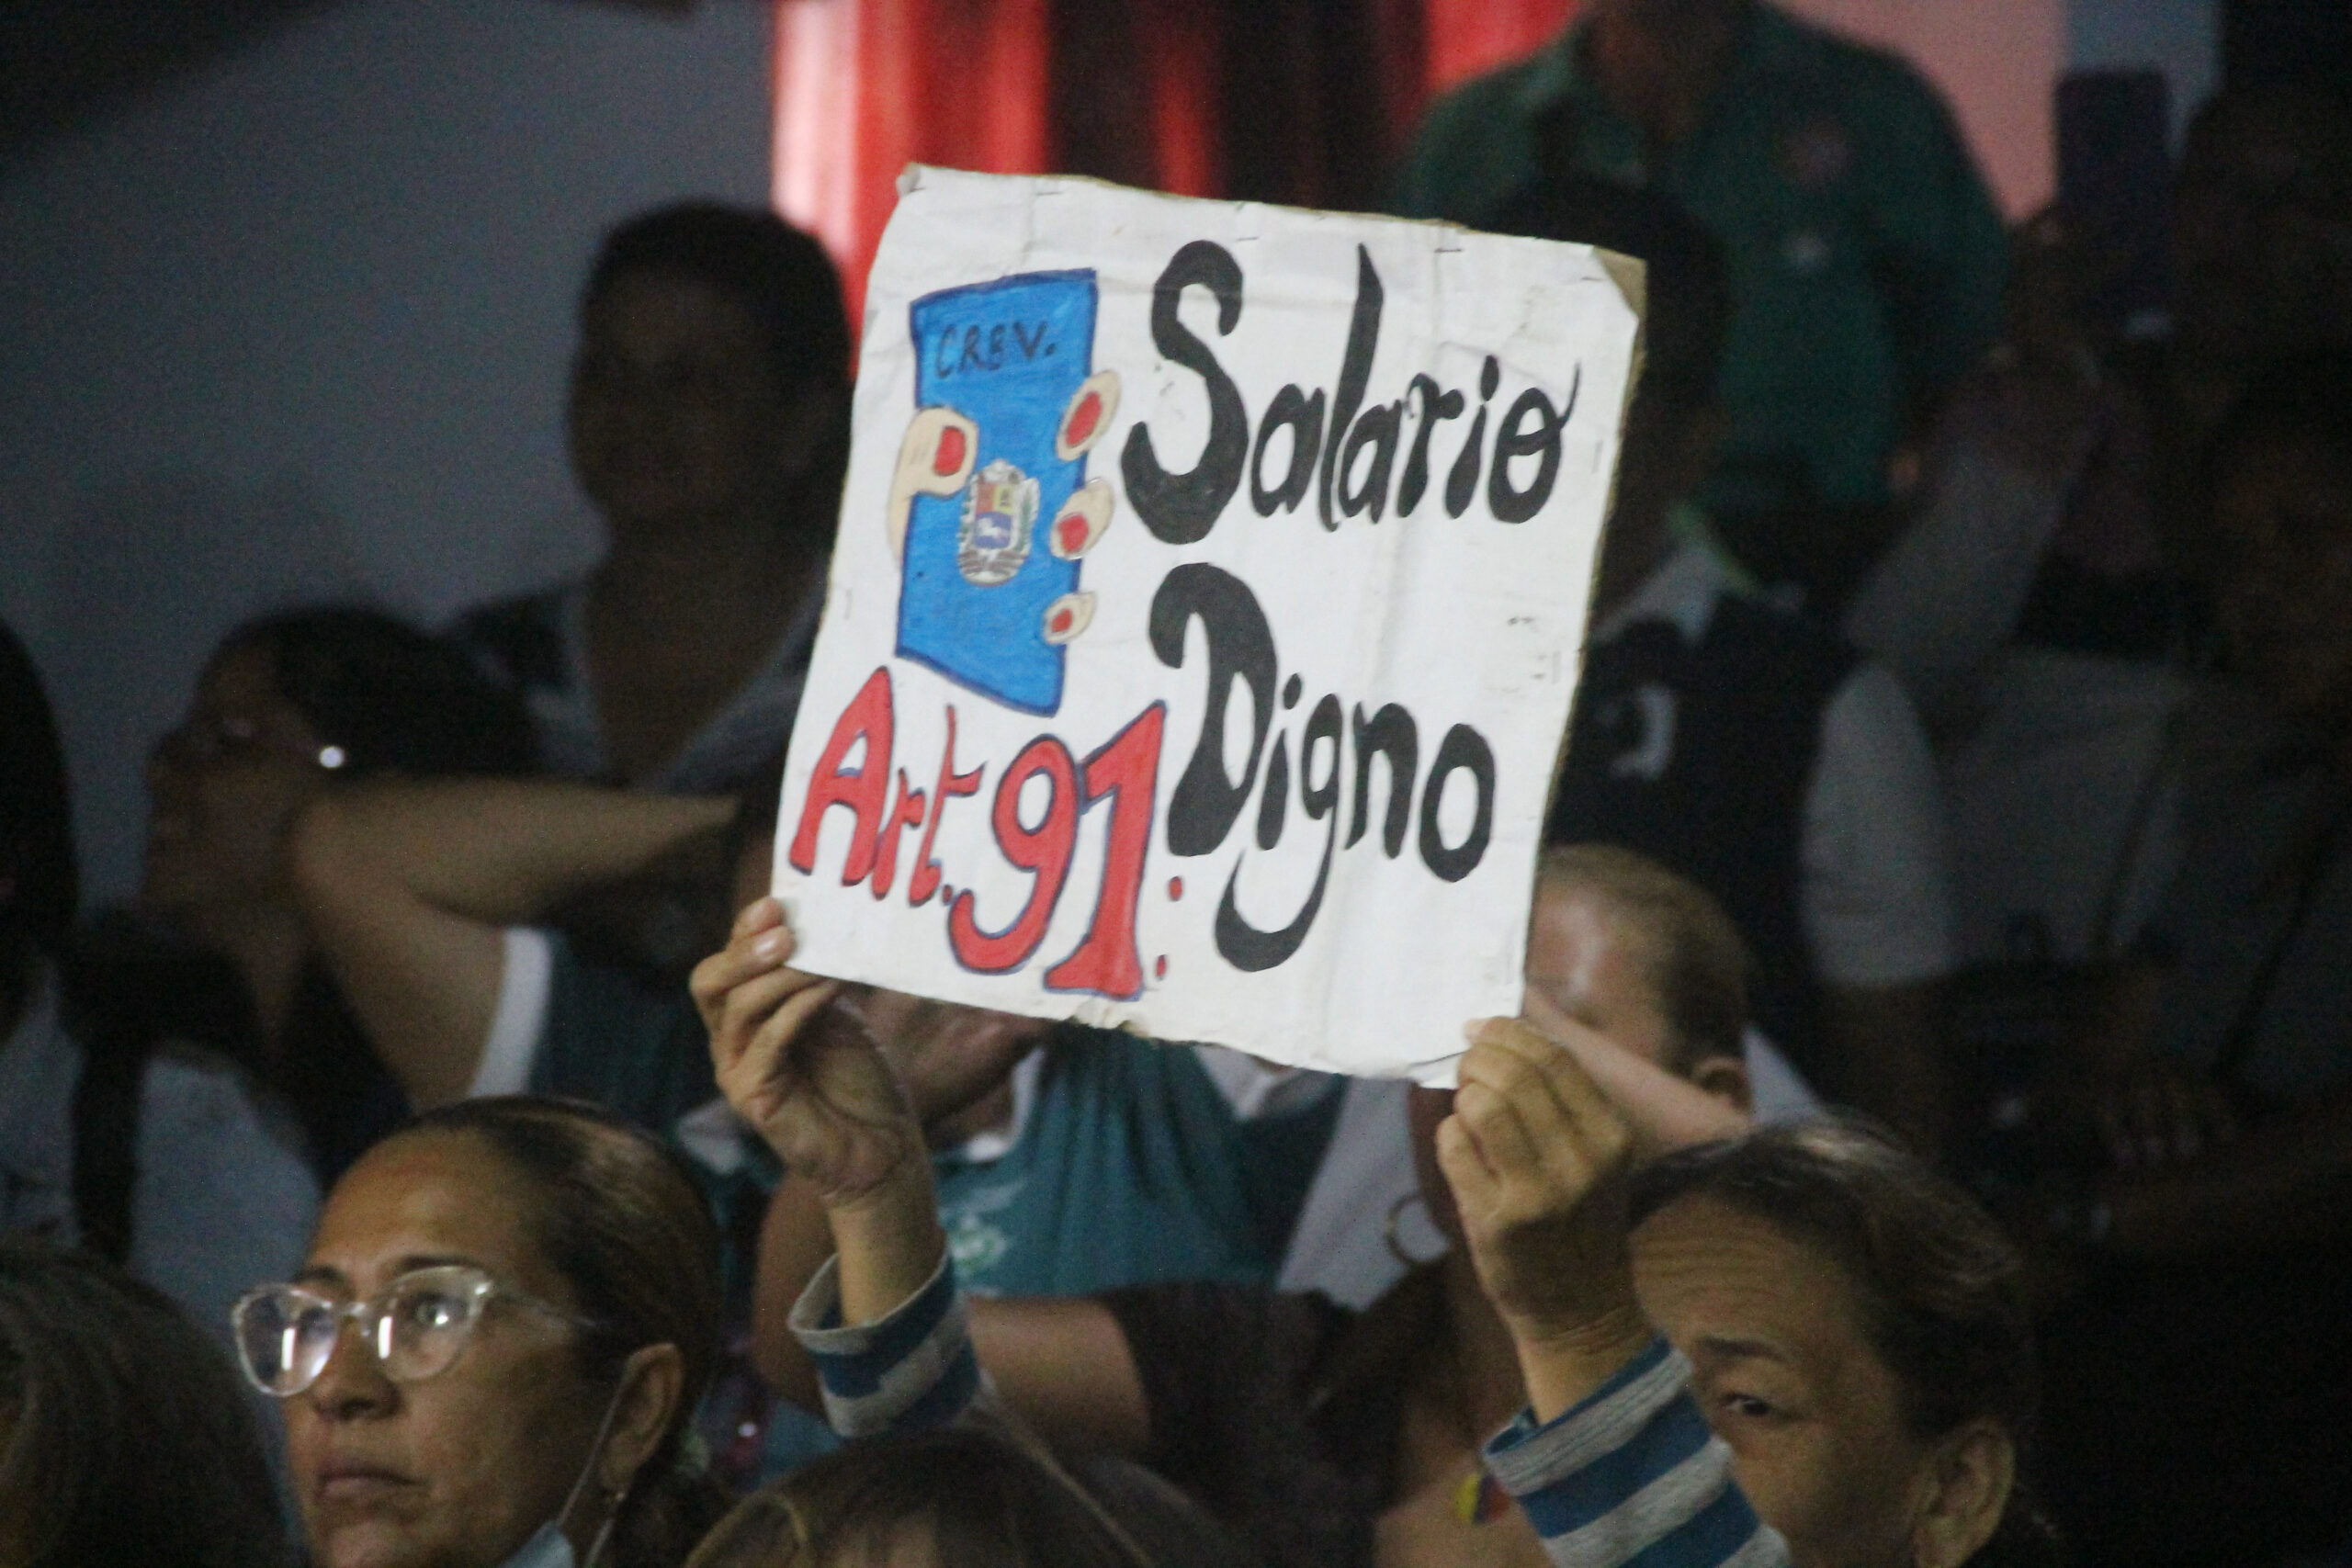 C.R.B.V.
Salario
Digno
Art. 91: